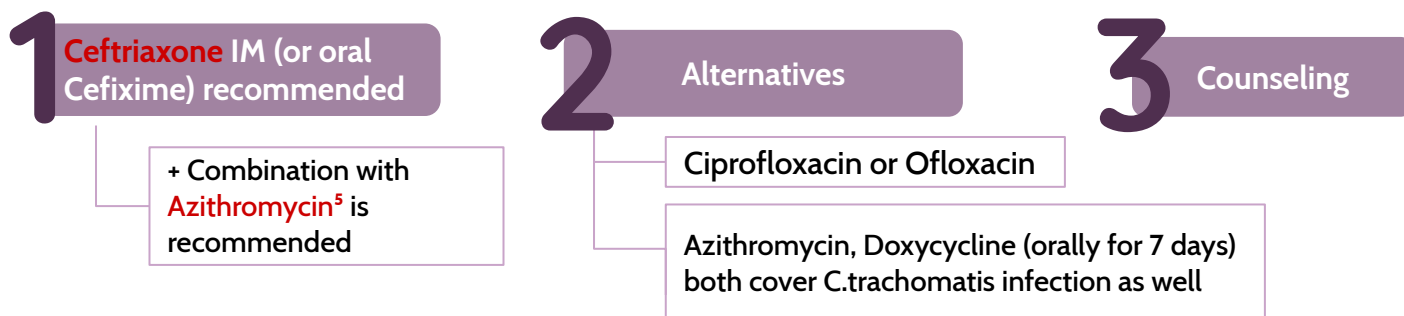 1
Ceftriaxone IM (or oral
Cefixime) recommended
+ Combination with
Azithromycin⁵ is
recommended
2
Alternatives
Ciprofloxacin or Ofloxacin
Azithromycin, Doxycycline (orally for 7 days)
both cover C.trachomatis infection as well
3
Counseling